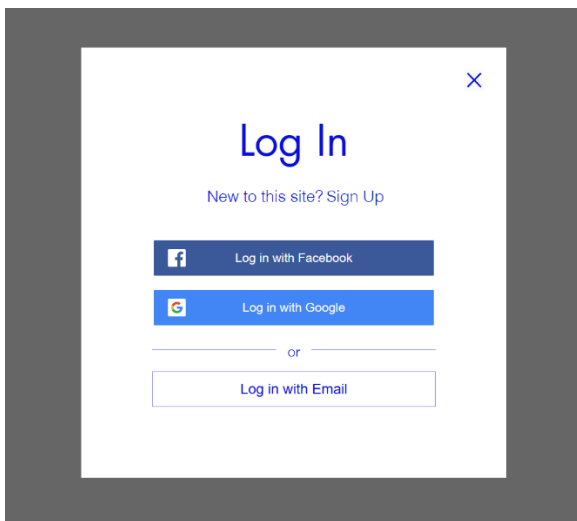 Log In
New to this site? Sign Up
Log in with Facebook
Log in with Google
or
Log in with Email